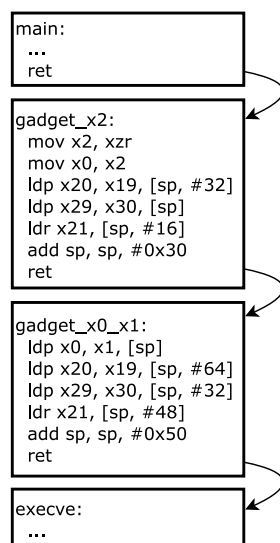 main:
...
ret
gadget_x2:
mov x2, xzr
mov x0, x2
ldp x20, x19, [sp, #32]
ldp x29, x30, [sp]
ldr x21, [sp, #16]
add sp, sp, #0x30
ret
gadget_x0_x1:
ldp x0, x1, [sp]
ldp x20, x19, [sp, #64]
ldp x29, x30, [sp, #32]
ldr x21, [sp, #48]
add sp, sp, #0x50
ret
execve:
...